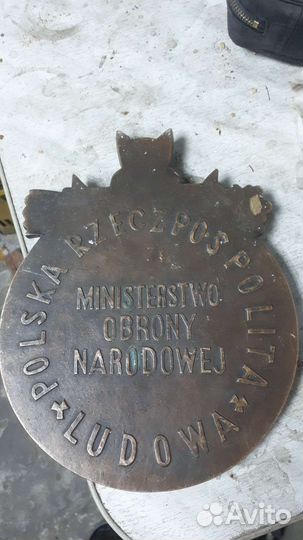 POLSKA RZECZPOSPOLITA
LUDOWA
MINISTERSTWO
OBRONY
NARODOWEJ
Avito